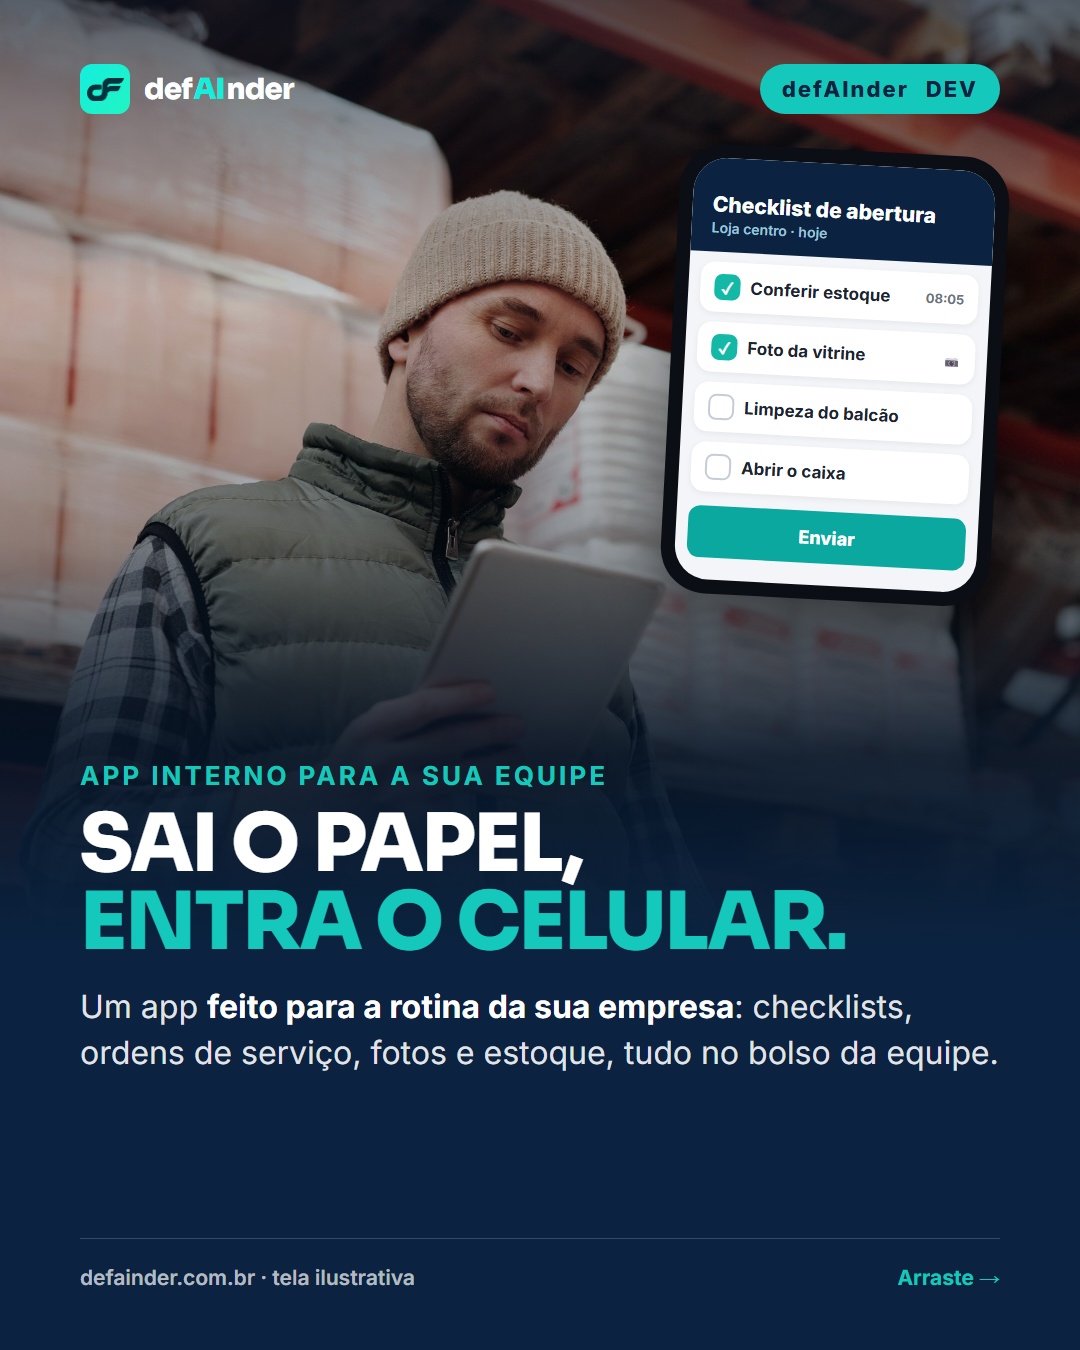 defAInder
defAInder DEV
Checklist de abertura
Loja centro · hoje
Conferir estoque 08:05
Foto da vitrine
Limpeza do balcão
Abrir o caixa
Enviar
APP INTERNO PARA A SUA EQUIPE
SAI O PAPEL,
ENTRA O CELULAR.
Um app feito para a rotina da sua empresa: checklists,
ordens de serviço, fotos e estoque, tudo no bolso da equipe.
defainder.com.br · tela ilustrativa
Arraste →